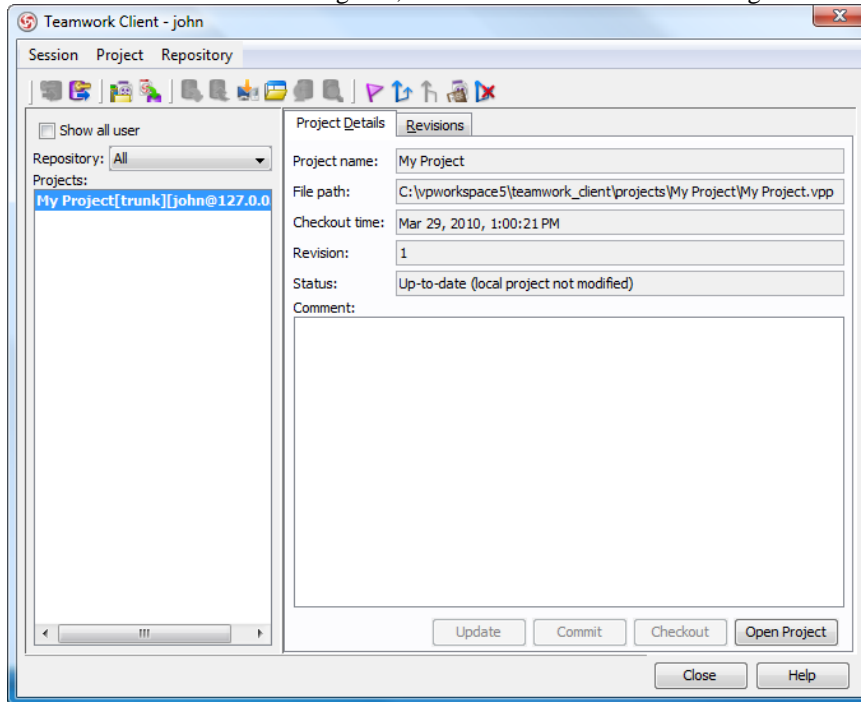 Teamwork Client - john
Session Project Repository
Show all user
Repository: All
Projects:
My Project[trunk][john@127.0.0
Project Details Revisions
Project name: My Project
File path: C:\vpworkspace5\teamwork_client\projects\My Project\My Project.vpp
Checkout time: Mar 29, 2010, 1:00:21 PM
Revision: 1
Status: Up-to-date (local project not modified)
Comment:
Update Commit Checkout Open Project
Close Help